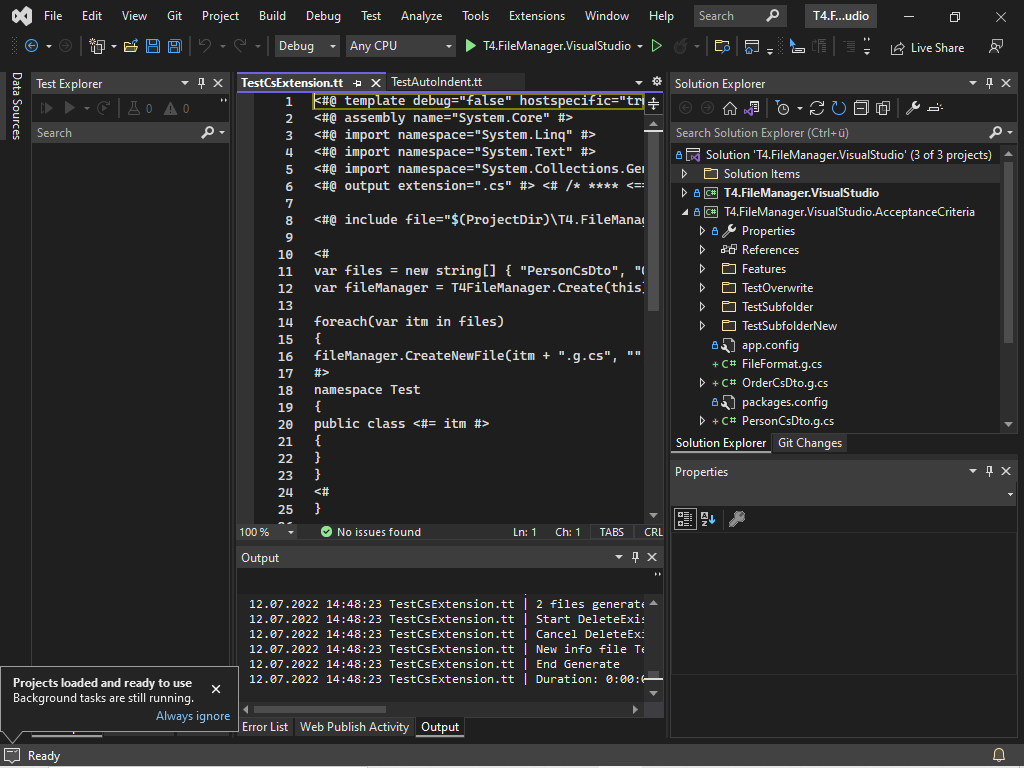 File Edit View Git Project Build Debug Test Analyze Tools Extensions Window Help Search T4.F...udio
Debug Any CPU T4.FileManager.VisualStudio Live Share
Data Sources
Test Explorer
0 0
Search
TestCsExtension.tt TestAutoIndent.tt
1 <#@ template debug="false" hostspecific="tr
2 <#@ assembly name="System.Core" #>
3 <#@ import namespace="System.Linq" #>
4 <#@ import namespace="System.Text" #>
5 <#@ import namespace="System.Collections.Ge
6 <#@ output extension=".cs" #> <# /* **** <=
7
8 <#@ include file="$(ProjectDir)\T4.FileMana
9
10 <#
11 var files = new string[] { "PersonCsDto", "
12 var fileManager = T4FileManager.Create(this
13
14 foreach(var itm in files)
15 {
16 fileManager.CreateNewFile(itm + ".g.cs", ""
17 #>
18 namespace Test
19 {
20 public class <#= itm #>
21 {
22 }
23 }
24 <#
25 }
100 % No issues found Ln: 1 Ch: 1 TABS CRL
Output
12.07.2022 14:48:23 TestCsExtension.tt | 2 files generate
12.07.2022 14:48:23 TestCsExtension.tt | Start DeleteExi
12.07.2022 14:48:23 TestCsExtension.tt | Cancel DeleteExi
12.07.2022 14:48:23 TestCsExtension.tt | New info file Te
12.07.2022 14:48:23 TestCsExtension.tt | End Generate
12.07.2022 14:48:23 TestCsExtension.tt | Duration: 0:00:
Error List Web Publish Activity Output
Solution Explorer
Search Solution Explorer (Ctrl+ü)
Solution 'T4.FileManager.VisualStudio' (3 of 3 projects)
Solution Items
C# T4.FileManager.VisualStudio
C# T4.FileManager.VisualStudio.AcceptanceCriteria
Properties
References
Features
TestOverwrite
TestSubfolder
TestSubfolderNew
app.config
+ C# FileFormat.g.cs
+ C# OrderCsDto.g.cs
packages.config
+ C# PersonCsDto.g.cs
Solution Explorer Git Changes
Properties
Projects loaded and ready to use
Background tasks are still running.
Always ignore
Ready